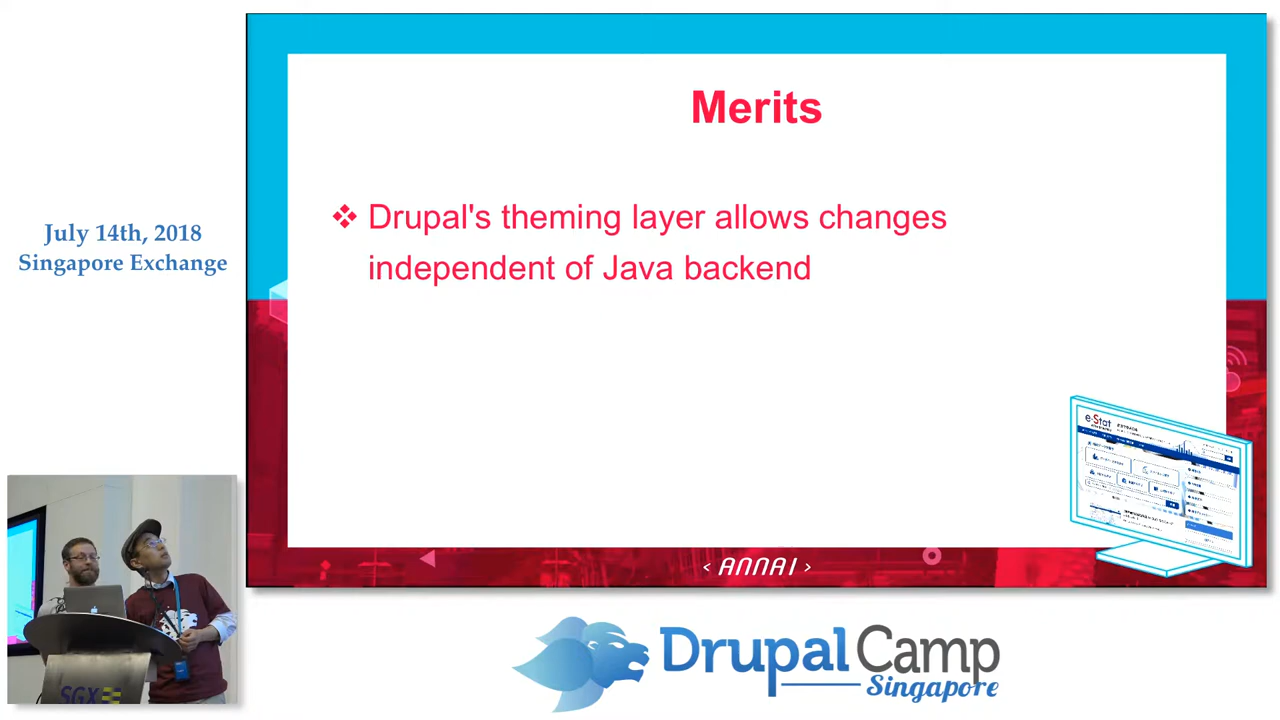 Merits
❖ Drupal's theming layer allows changes
independent of Java backend
July 14th, 2018
Singapore Exchange
e-Stat
< ANNAI >
SGX
DrupalCamp
Singapore